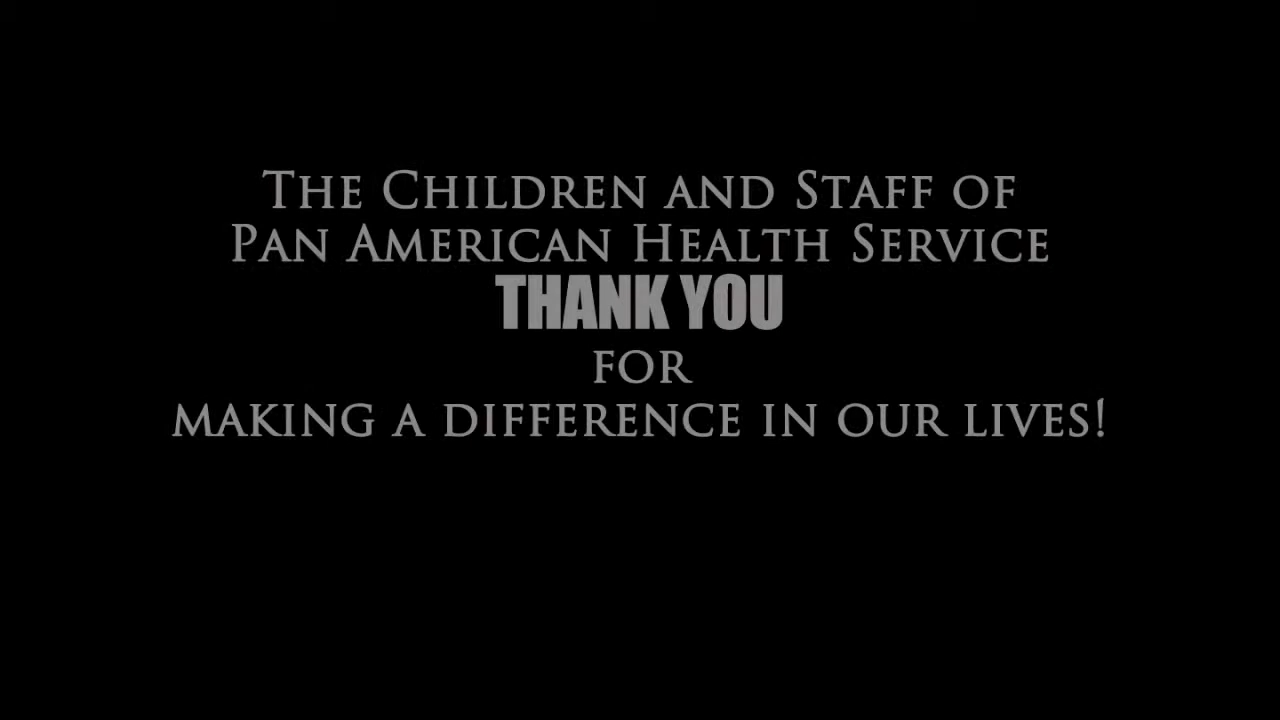 The Children and Staff of
Pan American Health Service
THANK YOU
for
making a difference in our lives!